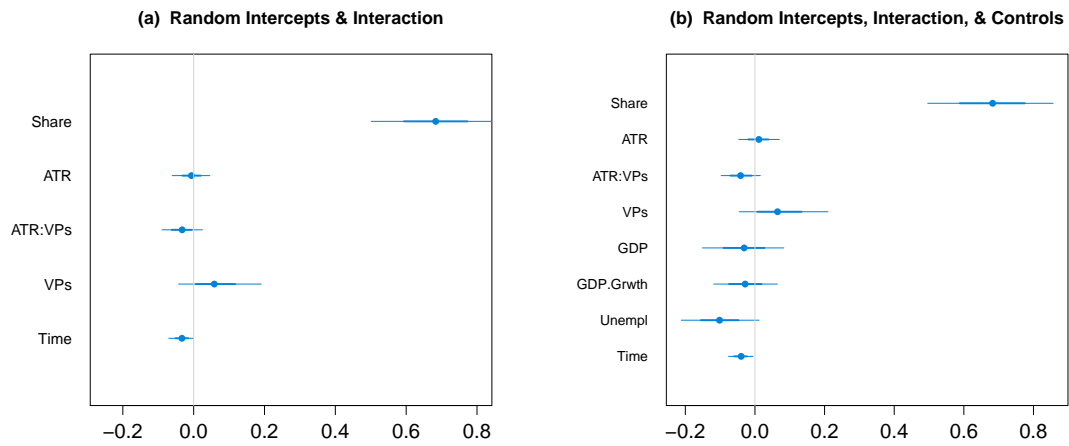 (a) Random Intercepts & Interaction
Share
ATR
ATR:VPs
VPs
Time
−0.2 0.0 0.2 0.4 0.6 0.8
(b) Random Intercepts, Interaction, & Controls
Share
ATR
ATR:VPs
VPs
GDP
GDP.Grwth
Unempl
Time
−0.2 0.0 0.2 0.4 0.6 0.8